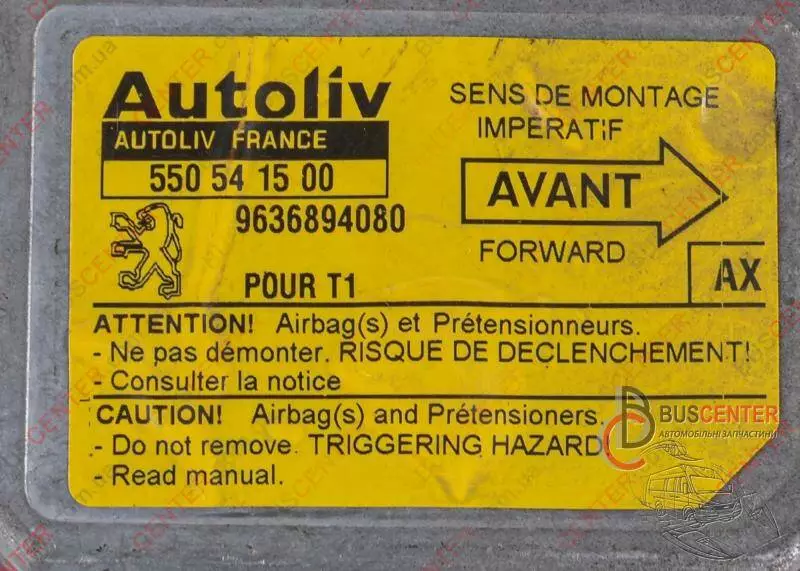 Autoliv
AUTOLIV FRANCE
550 54 15 00
9636894080
POUR T1
SENS DE MONTAGE
IMPERATIF
AVANT
FORWARD
AX
ATTENTION! Airbag(s) et Prétensionneurs.
- Ne pas démonter. RISQUE DE DECLENCHEMENT!
- Consulter la notice
CAUTION! Airbag(s) and Prétensioners.
- Do not remove. TRIGGERING HAZARD
- Read manual.
BUSCENTER
АВТОМОБІЛЬНІ ЗАПЧАСТИНИ